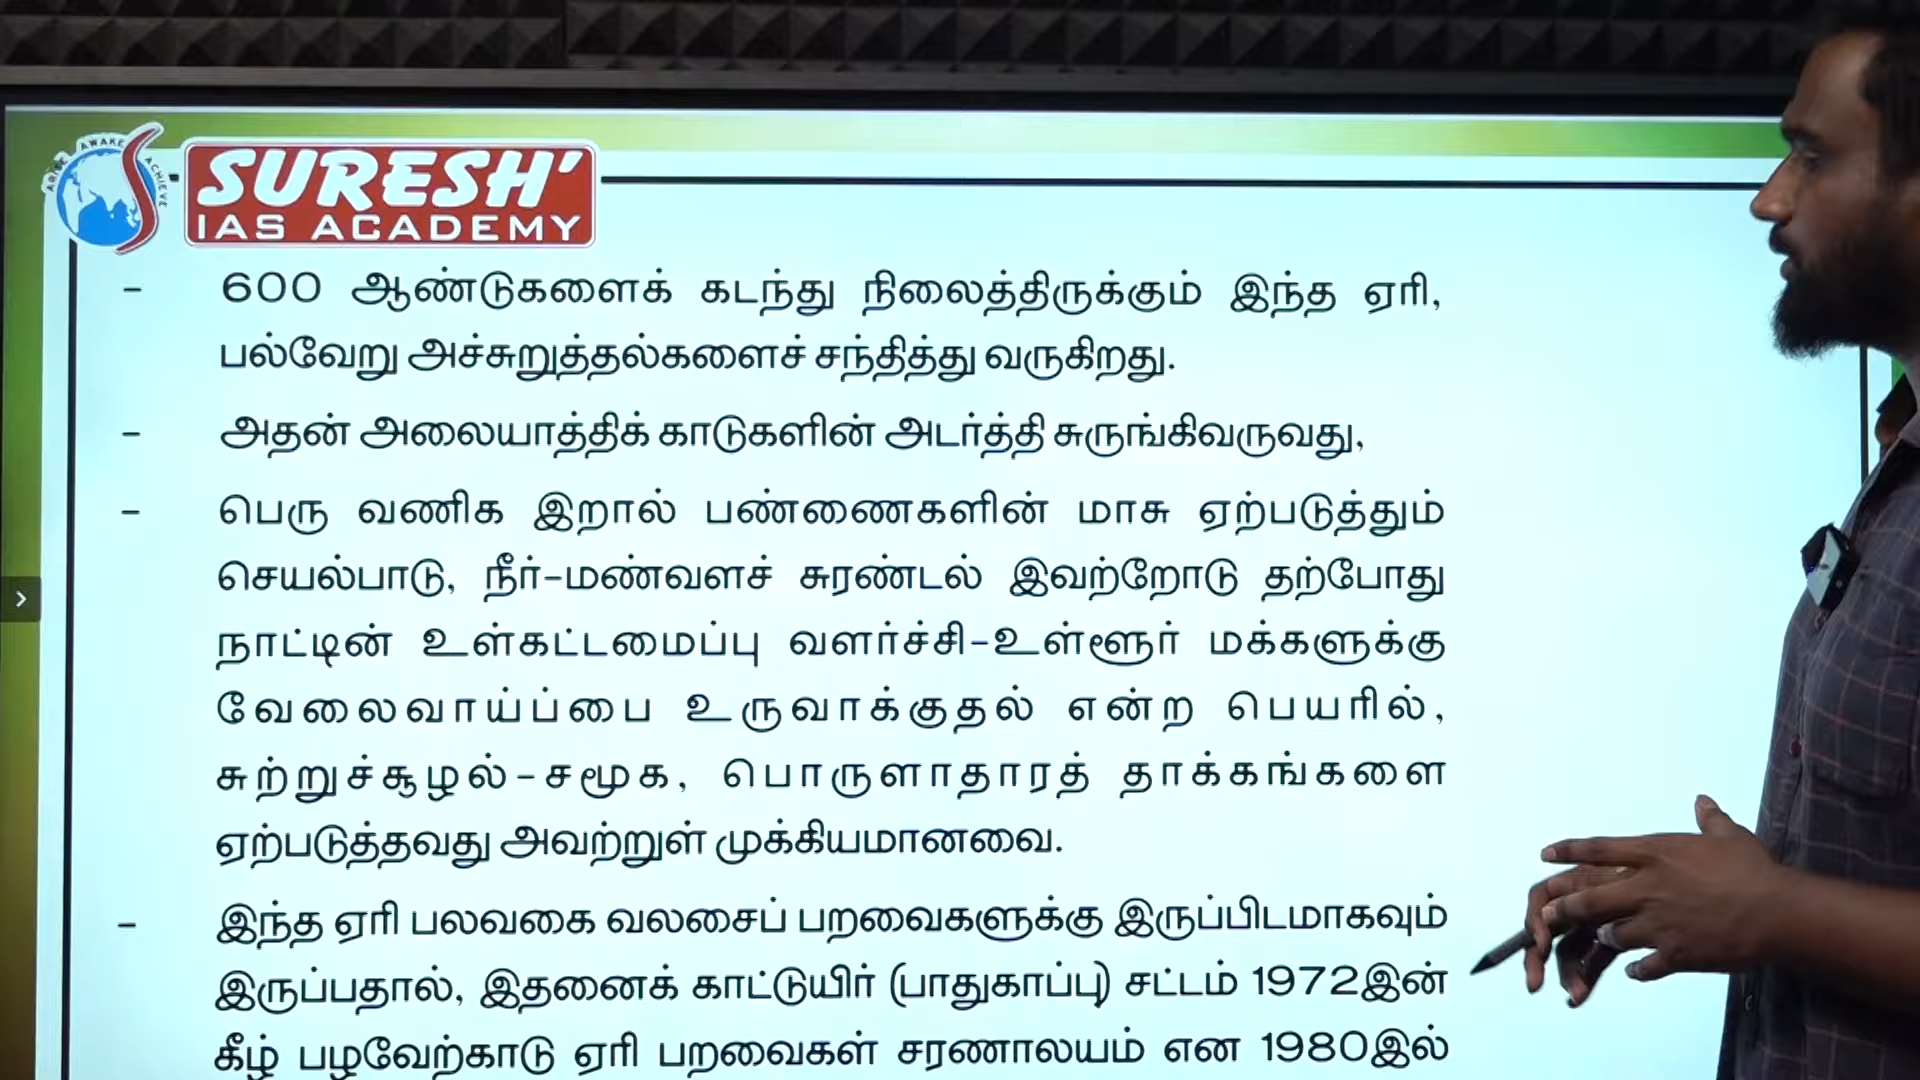 ARISE AWAKE ACHIEVE
SURESH'
IAS ACADEMY
- 600 ஆண்டுகளைக் கடந்து நிலைத்திருக்கும் இந்த ஏரி,
பல்வேறு அச்சுறுத்தல்களைச் சந்தித்து வருகிறது.
- அதன் அலையாத்திக் காடுகளின் அடர்த்தி சுருங்கிவருவது,
- பெரு வணிக இறால் பண்ணைகளின் மாசு ஏற்படுத்தும்
செயல்பாடு, நீர்-மண்வளச் சுரண்டல் இவற்றோடு தற்போது
நாட்டின் உள்கட்டமைப்பு வளர்ச்சி-உள்ளூர் மக்களுக்கு
வேலைவாய்ப்பை உருவாக்குதல் என்ற பெயரில்,
சுற்றுச்சூழல்-சமூக, பொருளாதாரத் தாக்கங்களை
ஏற்படுத்தவது அவற்றுள் முக்கியமானவை.
- இந்த ஏரி பலவகை வலசைப் பறவைகளுக்கு இருப்பிடமாகவும்
இருப்பதால், இதனைக் காட்டுயிர் (பாதுகாப்பு) சட்டம் 1972இன்
கீழ் பழவேற்காடு ஏரி பறவைகள் சரணாலயம் என 1980இல்